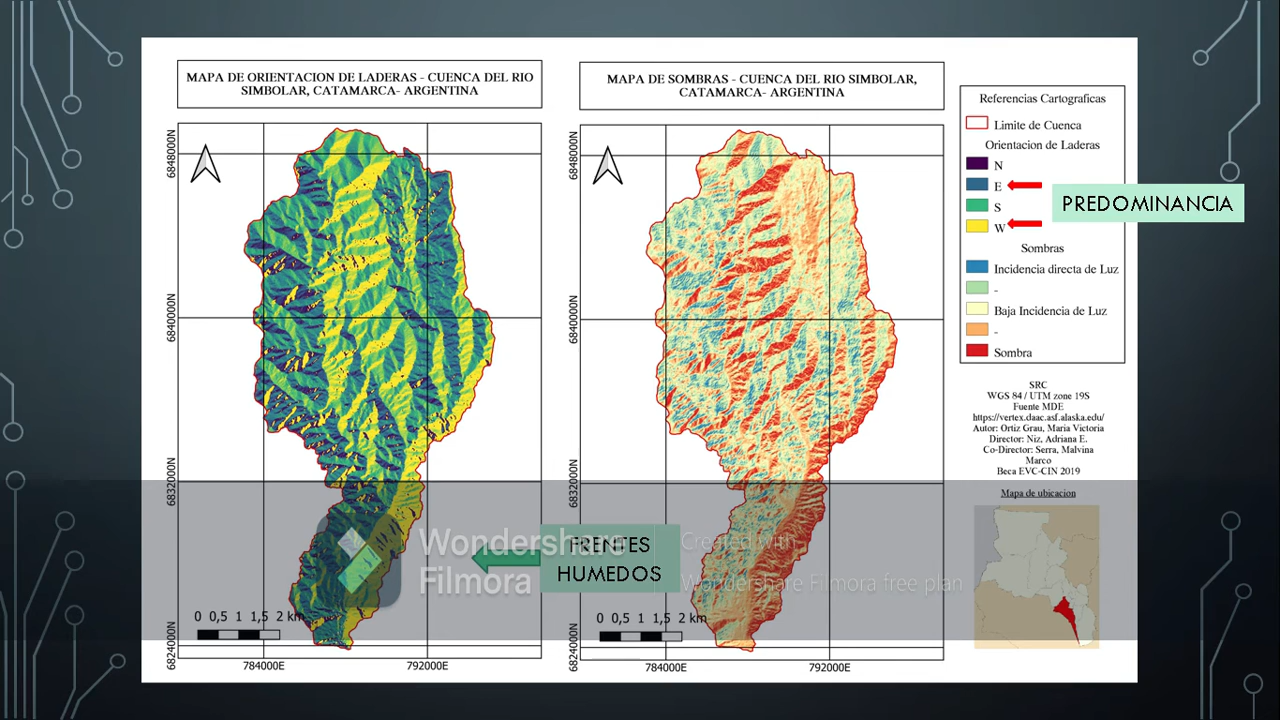 MAPA DE ORIENTACION DE LADERAS - CUENCA DEL RIO
SIMBOLAR, CATAMARCA- ARGENTINA
6848000N
6840000N
6832000N
6824000N
0 0,5 1 1,5 2 km
784000E
792000E
MAPA DE SOMBRAS - CUENCA DEL RIO SIMBOLAR,
CATAMARCA- ARGENTINA
6848000N
6840000N
6832000N
6824000N
0 0,5 1 1,5 2 km
784000E
792000E
Referencias Cartograficas
Limite de Cuenca
Orientacion de Laderas
N
E
S
W
PREDOMINANCIA
Sombras
Incidencia directa de Luz
-
Baja Incidencia de Luz
-
Sombra
SRC
WGS 84 / UTM zone 19S
Fuente MDE
https://vertex.daac.asf.alaska.edu/
Autor: Ortiz Grau, Maria Victoria
Director: Niz, Adriana E.
Co-Director: Serra, Malvina
Marco
Beca EVC-CIN 2019
Mapa de ubicacion
FRENTES
HUMEDOS
Wondershare
Filmora
Created with
Wondershare Filmora free plan